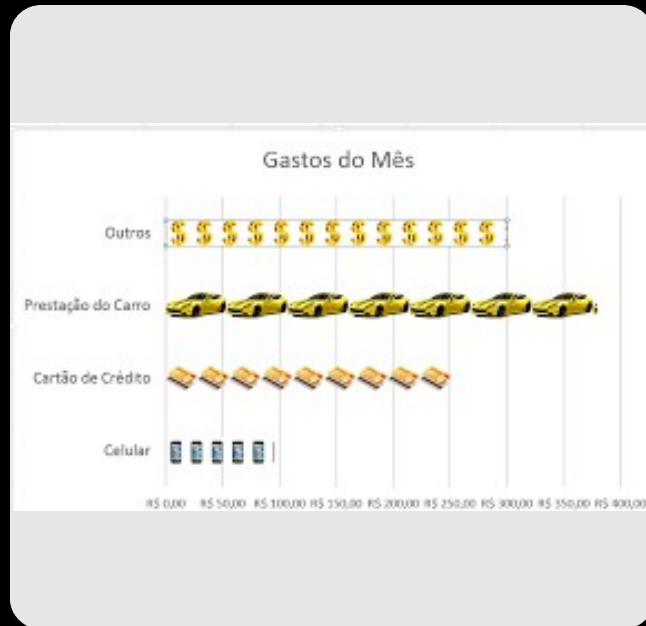 Gastos do Mês
Outros
Prestação do Carro
Cartão de Crédito
Celular
R$ 0,00 R$ 50,00 R$ 100,00 R$ 150,00 R$ 200,00 R$ 250,00 R$ 300,00 R$ 350,00 R$ 400,00